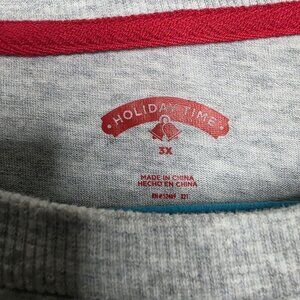 HOLIDAY TIME
3X
MADE IN CHINA
HECHO EN CHINA